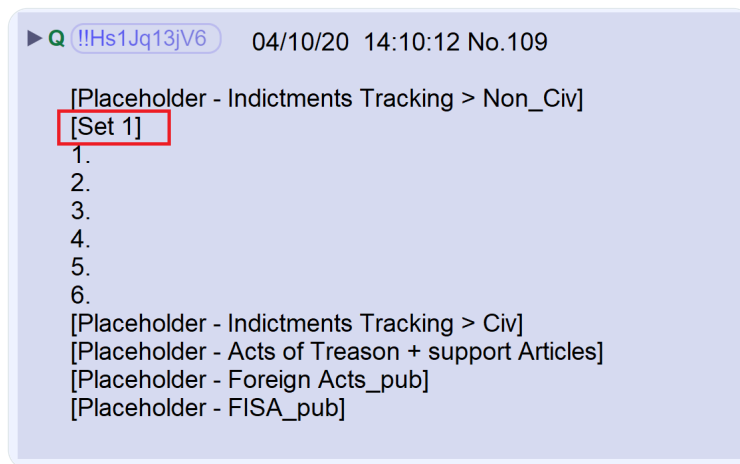 ▶ Q !!Hs1Jq13jV6 04/10/20 14:10:12 No.109
[Placeholder - Indictments Tracking > Non_Civ]
[Set 1]
1.
2.
3.
4.
5.
6.
[Placeholder - Indictments Tracking > Civ]
[Placeholder - Acts of Treason + support Articles]
[Placeholder - Foreign Acts_pub]
[Placeholder - FISA_pub]